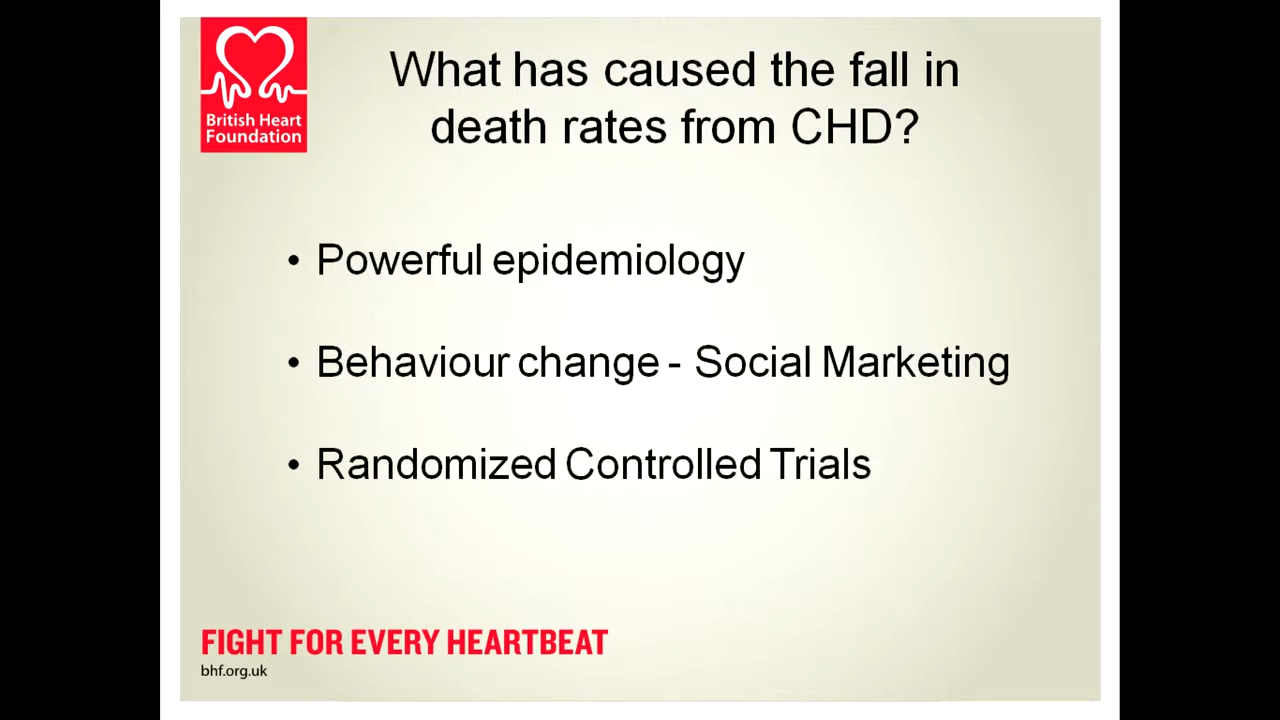 British Heart
Foundation
What has caused the fall in
death rates from CHD?
• Powerful epidemiology
• Behaviour change - Social Marketing
• Randomized Controlled Trials
FIGHT FOR EVERY HEARTBEAT
bhf.org.uk